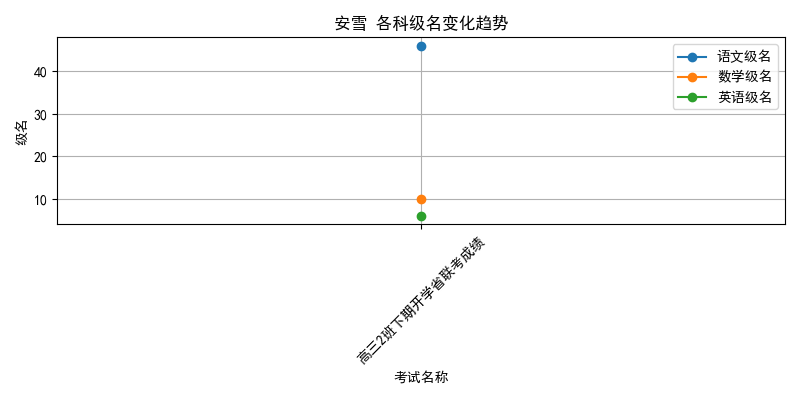 安雪 各科级名变化趋势
语文级名
数学级名
英语级名
级名
40
30
20
10
高三2班下期开学省联考成绩
考试名称